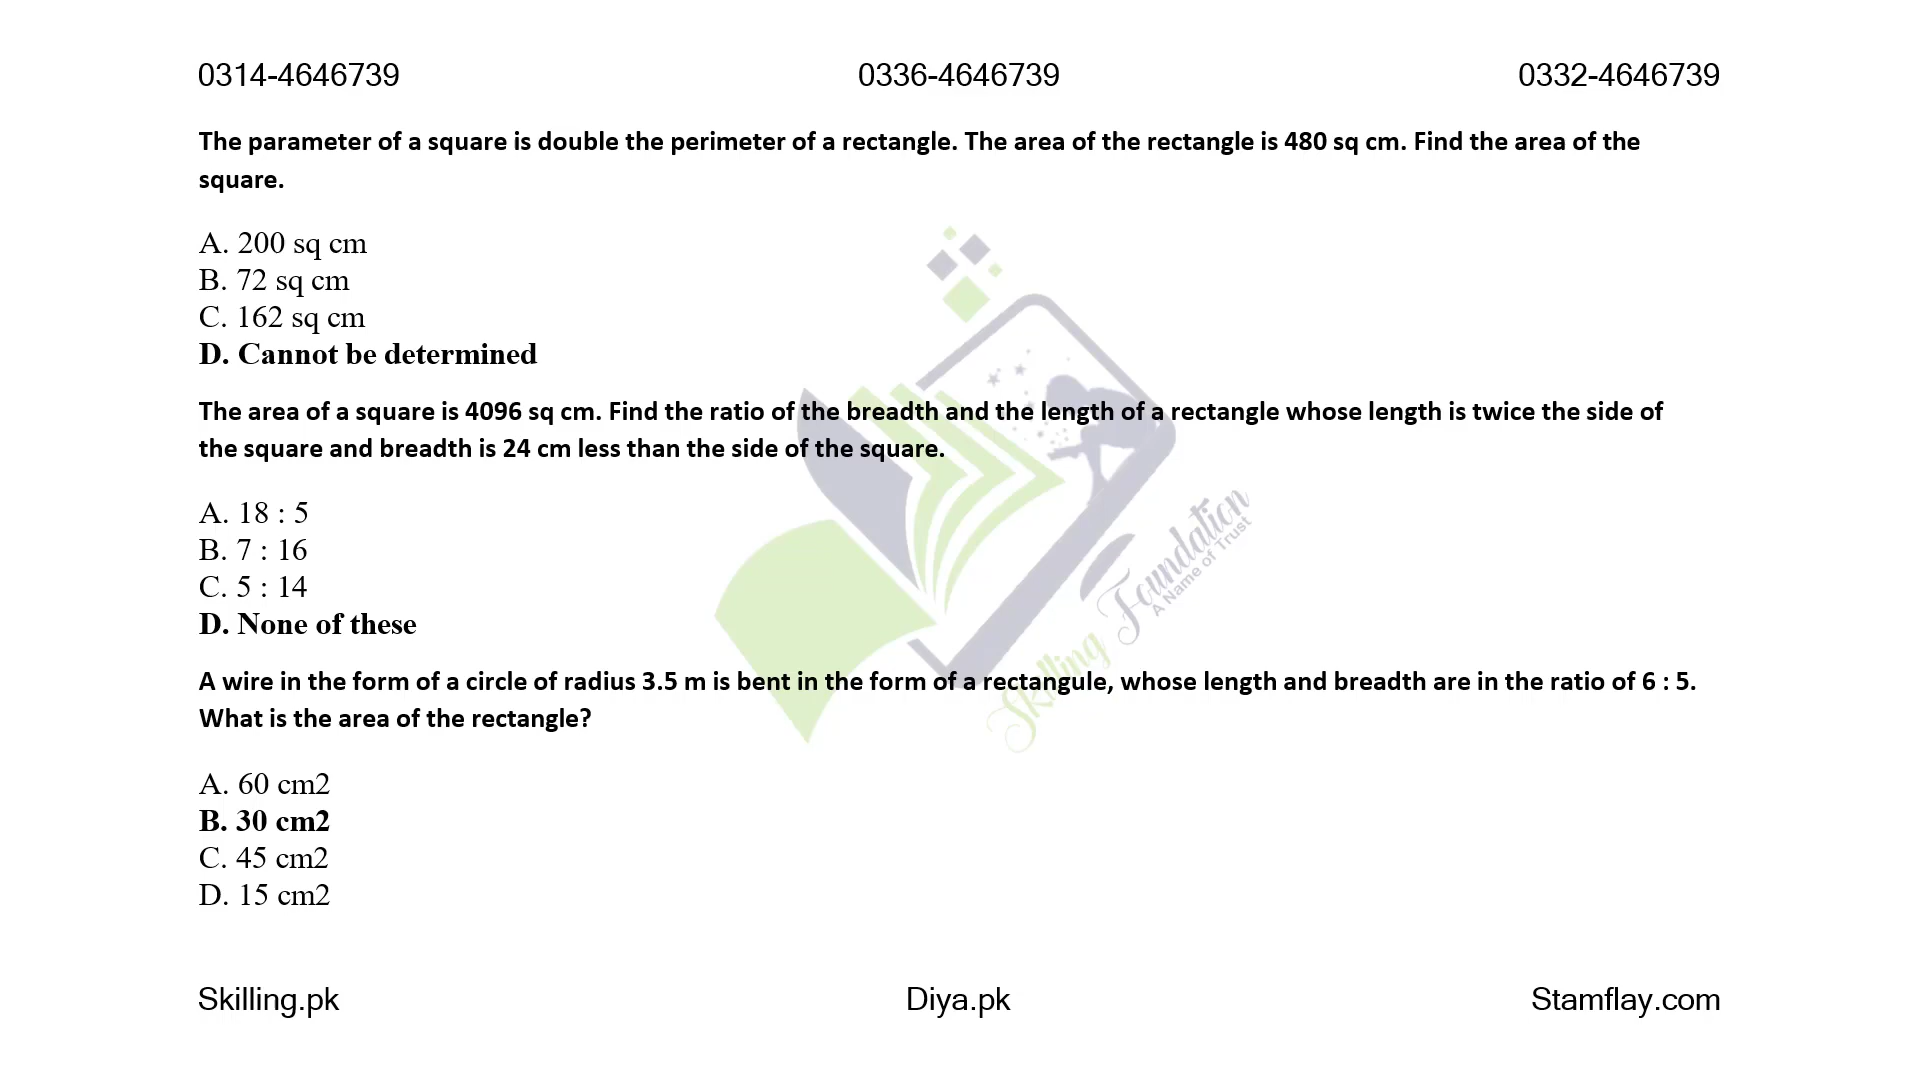 0314-4646739 0336-4646739 0332-4646739
The parameter of a square is double the perimeter of a rectangle. The area of the rectangle is 480 sq cm. Find the area of the
square.
A. 200 sq cm
B. 72 sq cm
C. 162 sq cm
D. Cannot be determined
The area of a square is 4096 sq cm. Find the ratio of the breadth and the length of a rectangle whose length is twice the side of
the square and breadth is 24 cm less than the side of the square.
A. 18 : 5
B. 7 : 16
C. 5 : 14
D. None of these
Skilling Foundation
A Name of Trust
A wire in the form of a circle of radius 3.5 m is bent in the form of a rectangule, whose length and breadth are in the ratio of 6 : 5.
What is the area of the rectangle?
A. 60 cm2
B. 30 cm2
C. 45 cm2
D. 15 cm2
Skilling.pk Diya.pk Stamflay.com